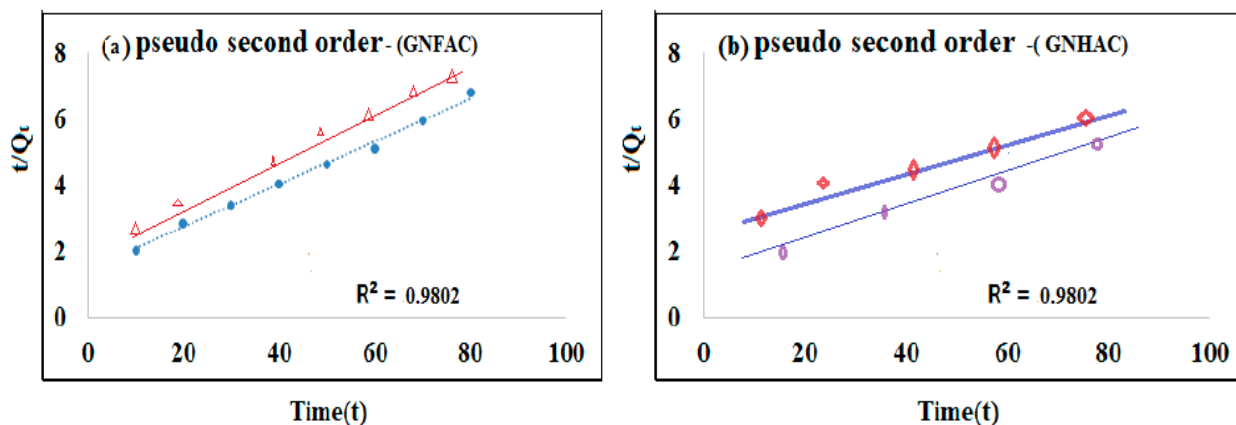 (a) pseudo second order - (GNFAC)
8
6
4
2
0
t/Qt
R² = 0.9802
0 20 40 60 80 100
Time(t)
(b) pseudo second order -( GNHAC)
8
6
4
2
0
t/Qt
R² = 0.9802
0 20 40 60 80 100
Time(t)